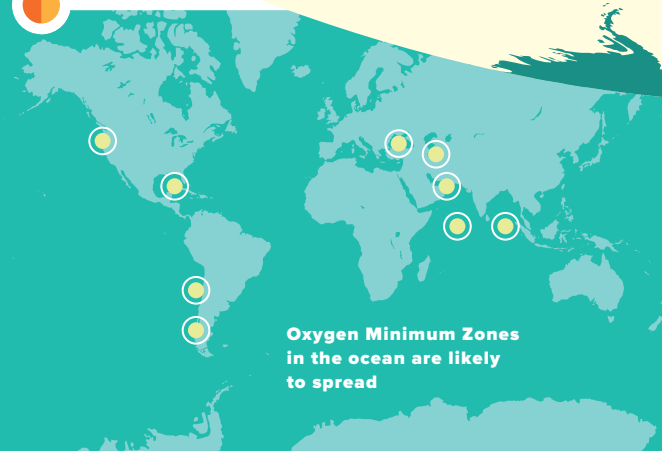 Oxygen Minimum Zones
in the ocean are likely
to spread